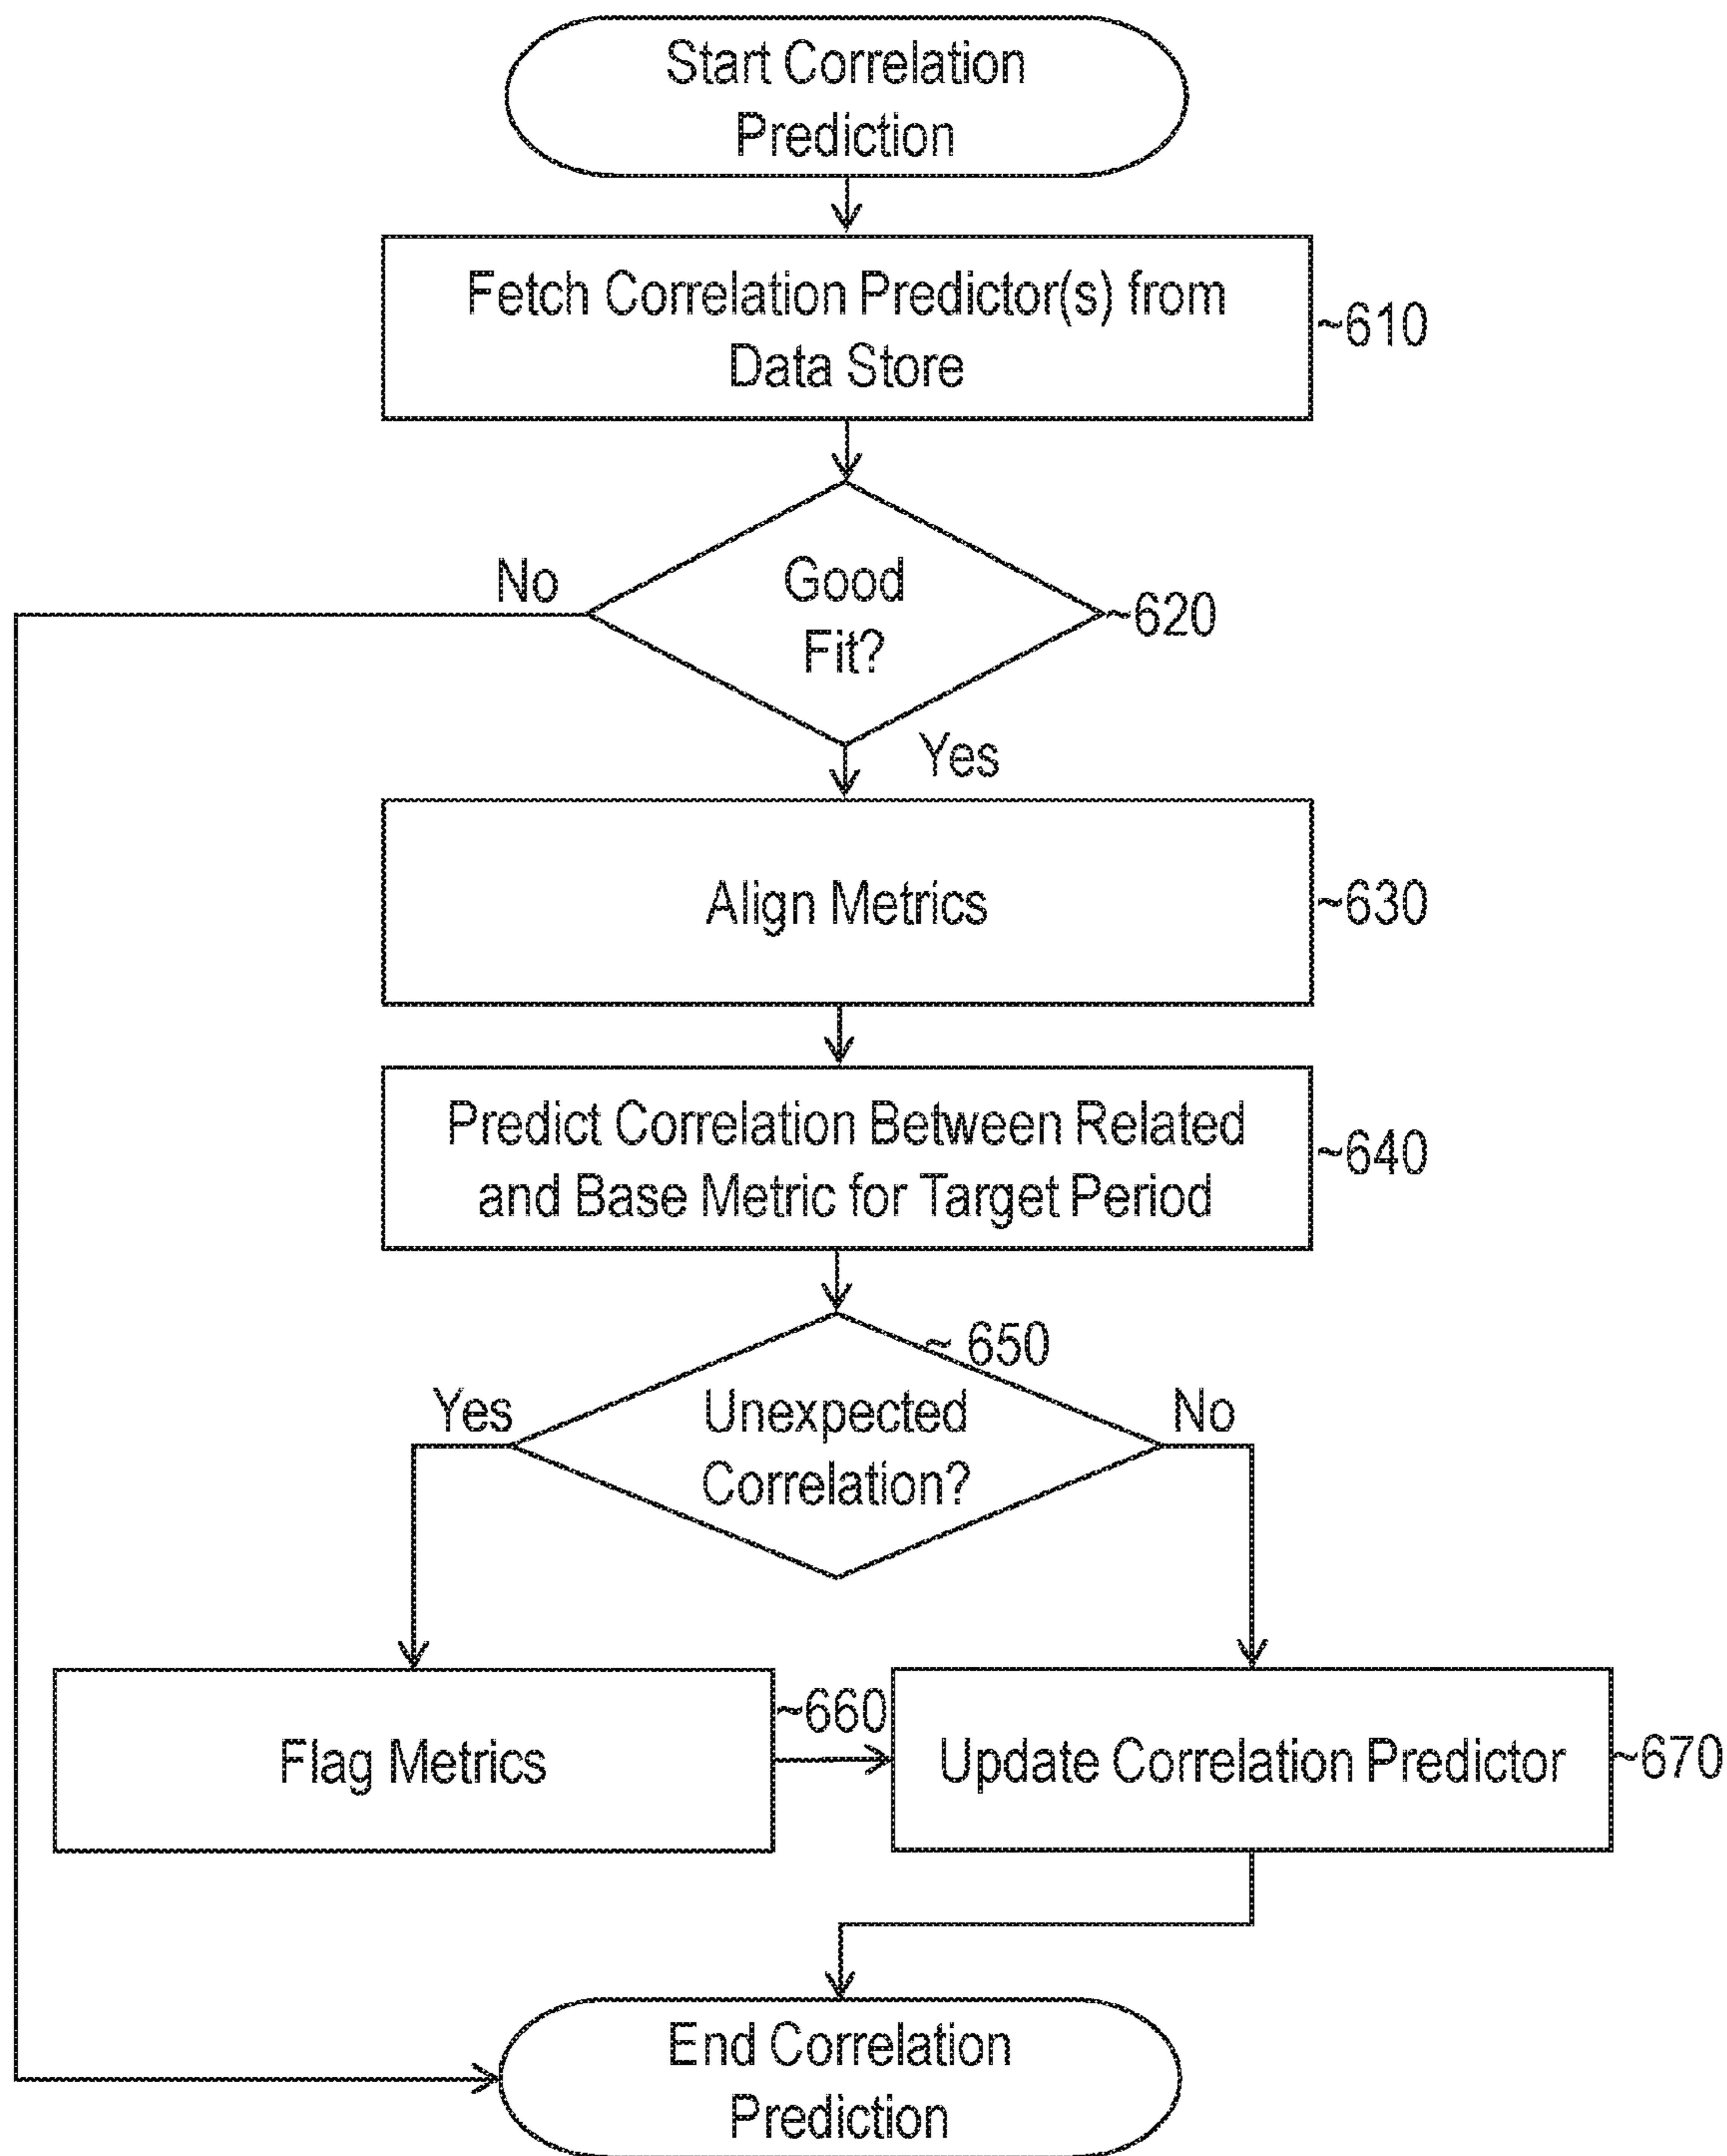 Start Correlation
Prediction
Fetch Correlation Predictor(s) from
Data Store
~610
No
Good
Fit?
~620
Yes
Align Metrics
~630
Predict Correlation Between Related
and Base Metric for Target Period
~640
~ 650
Yes
Unexpected
Correlation?
No
Flag Metrics
~660
Update Correlation Predictor
~670
End Correlation
Prediction